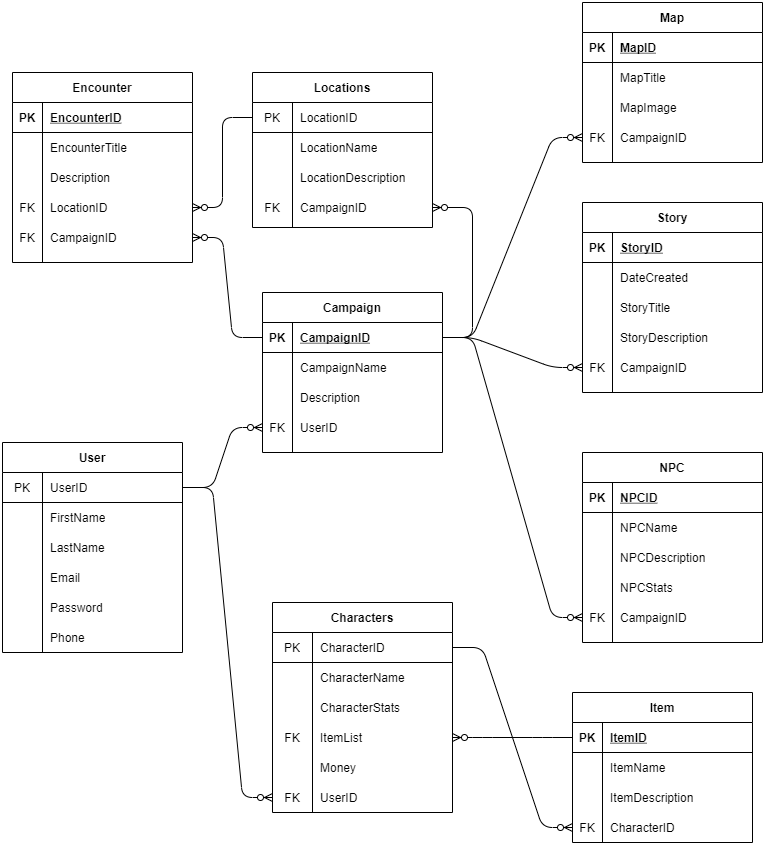 Map
PK MapID
MapTitle
MapImage
FK CampaignID
Encounter
PK EncounterID
EncounterTitle
Description
FK LocationID
FK CampaignID
Locations
PK LocationID
LocationName
LocationDescription
FK CampaignID
Story
PK StoryID
DateCreated
StoryTitle
StoryDescription
FK CampaignID
Campaign
PK CampaignID
CampaignName
Description
FK UserID
User
PK UserID
FirstName
LastName
Email
Password
Phone
NPC
PK NPCID
NPCName
NPCDescription
NPCStats
FK CampaignID
Characters
PK CharacterID
CharacterName
CharacterStats
FK ItemList
Money
FK UserID
Item
PK ItemID
ItemName
ItemDescription
FK CharacterID